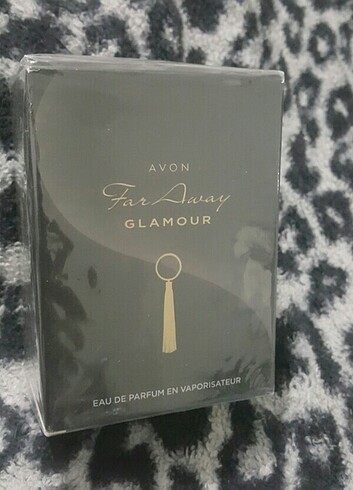 AVON
Far Away
GLAMOUR
EAU DE PARFUM EN VAPORISATEUR